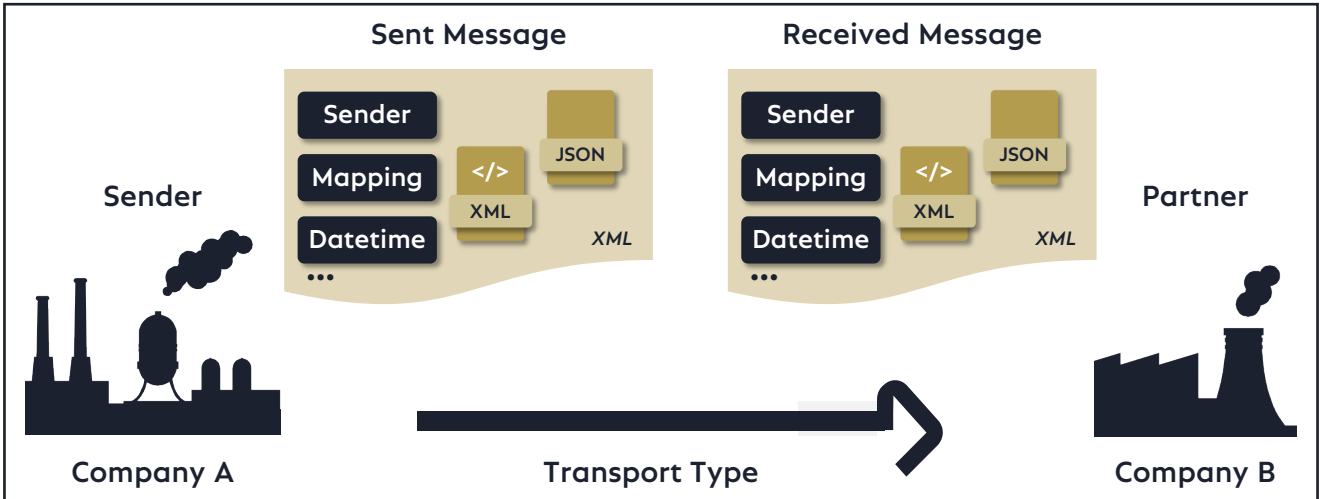 Sent Message
Received Message
Sender
Mapping
Datetime
...
</>
XML
JSON
XML
Sender
Mapping
Datetime
...
</>
XML
JSON
XML
Sender
Partner
Company A
Transport Type
Company B